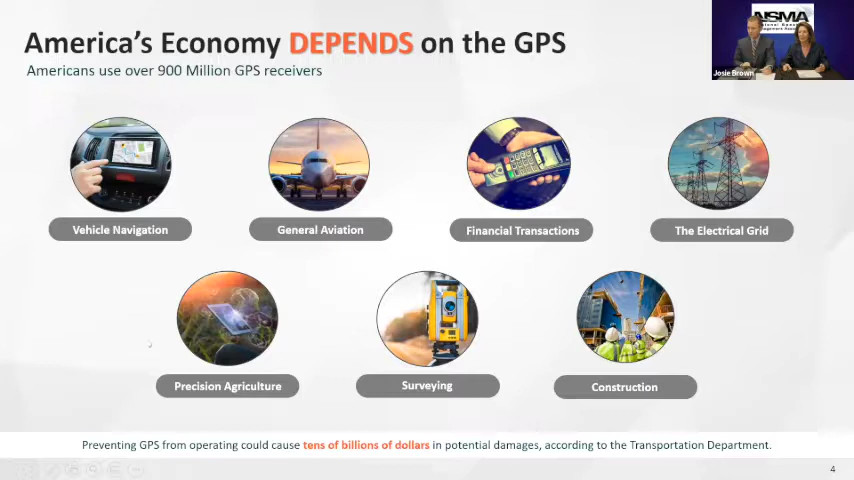 America's Economy DEPENDS on the GPS
Americans use over 900 Million GPS receivers
NSMA
Josie Brown
Vehicle Navigation
General Aviation
Financial Transactions
The Electrical Grid
Precision Agriculture
Surveying
Construction
Preventing GPS from operating could cause tens of billions of dollars in potential damages, according to the Transportation Department.
4